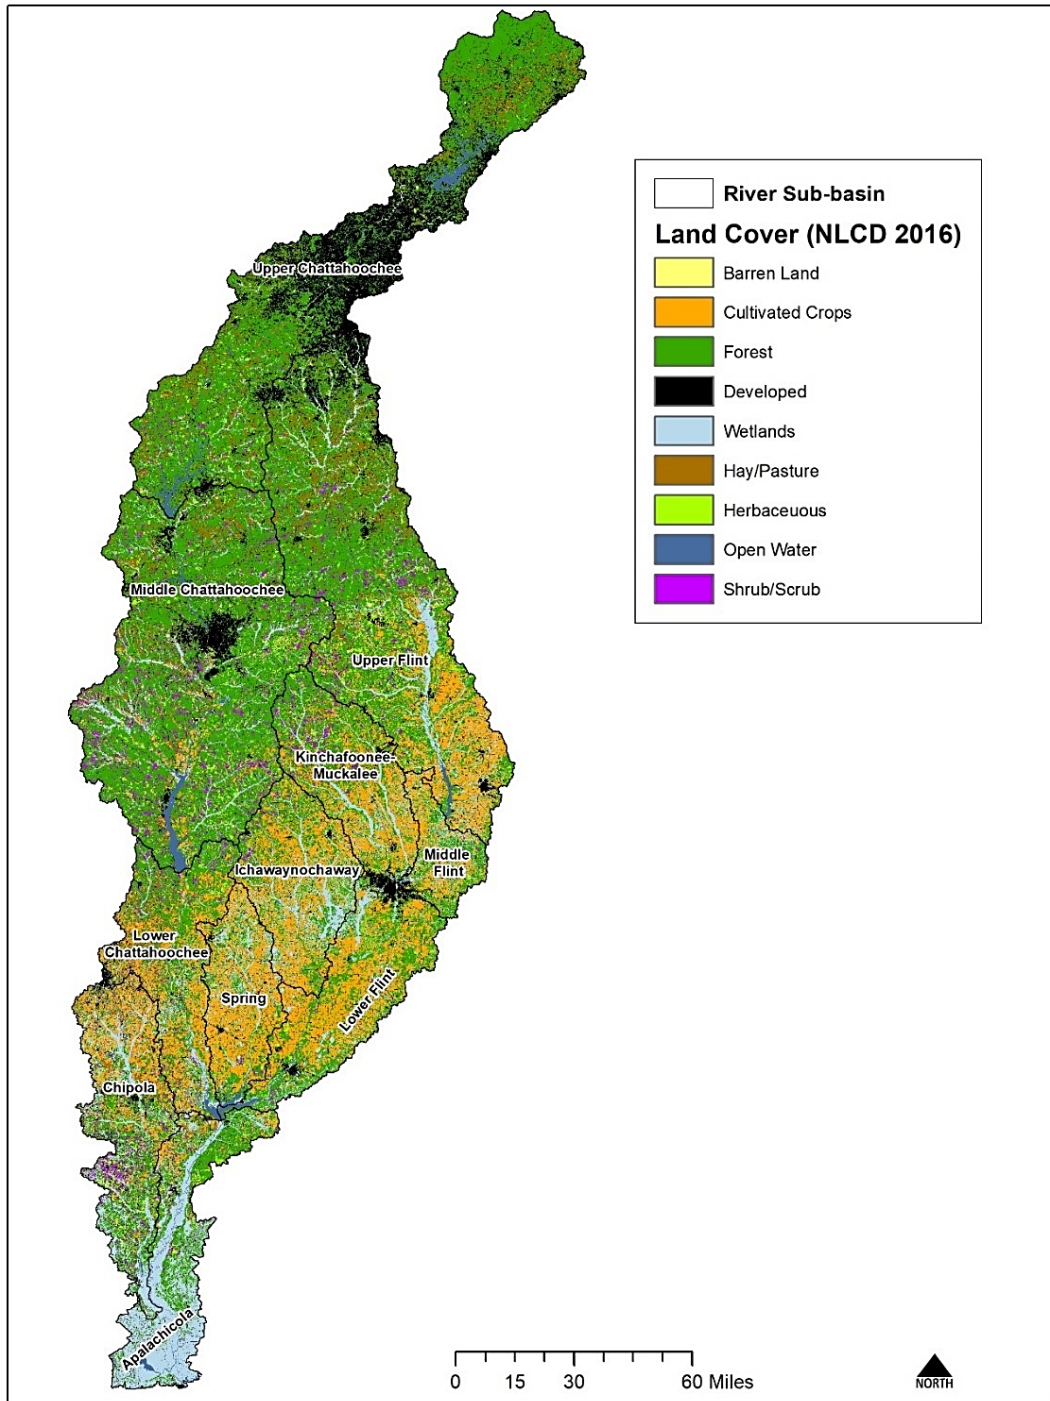 River Sub-basin
Land Cover (NLCD 2016)
Barren Land
Cultivated Crops
Forest
Developed
Wetlands
Hay/Pasture
Herbaceuous
Open Water
Shrub/Scrub
Upper Chattahoochee
Middle Chattahoochee
Upper Flint
Kinchafoonee-
Muckalee
Middle
Flint
Ichawaynochaway
Lower
Chattahoochee
Spring
Lower Flint
Chipola
Apalachicola
0 15 30 60 Miles
NORTH